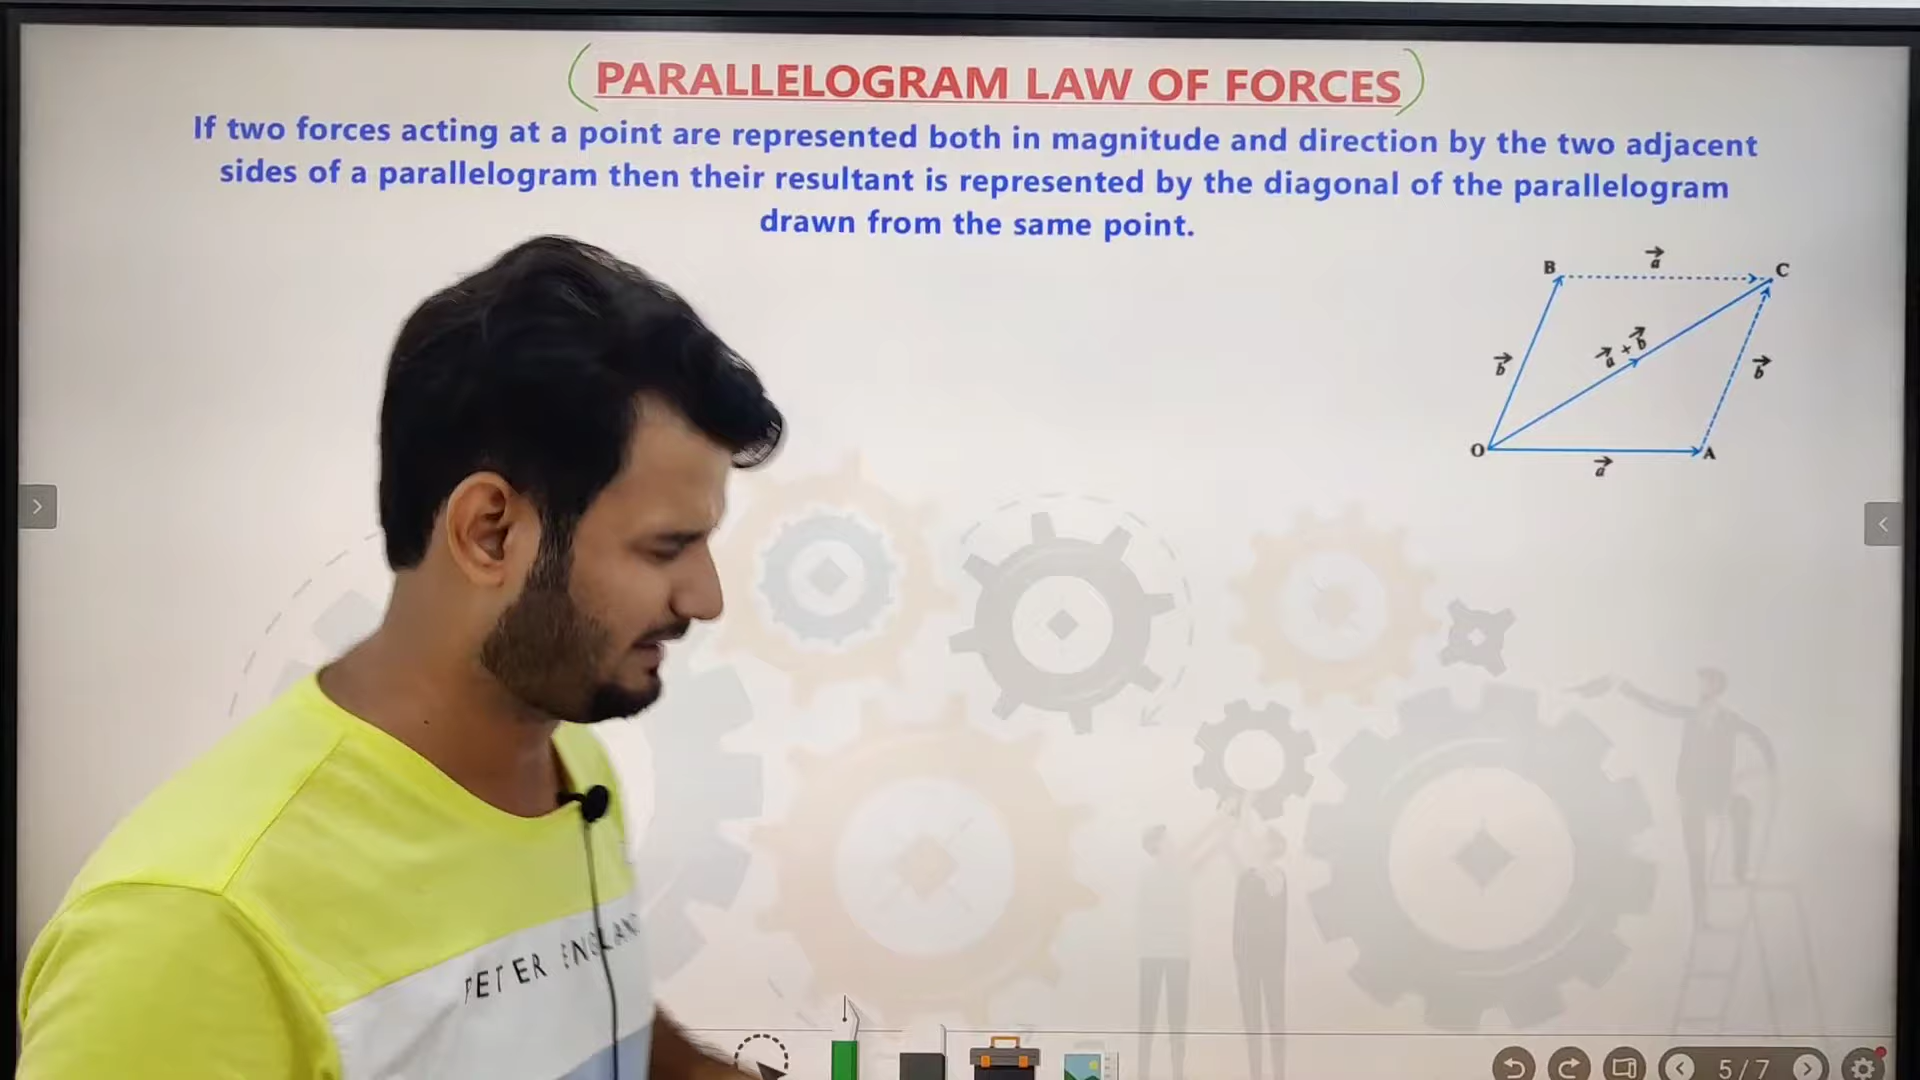 (PARALLELOGRAM LAW OF FORCES)
If two forces acting at a point are represented both in magnitude and direction by the two adjacent
sides of a parallelogram then their resultant is represented by the diagonal of the parallelogram
drawn from the same point.
B a⃗ C
b⃗ a⃗ + b⃗ b⃗
O a⃗ A
PETER ENGLAND
5/7